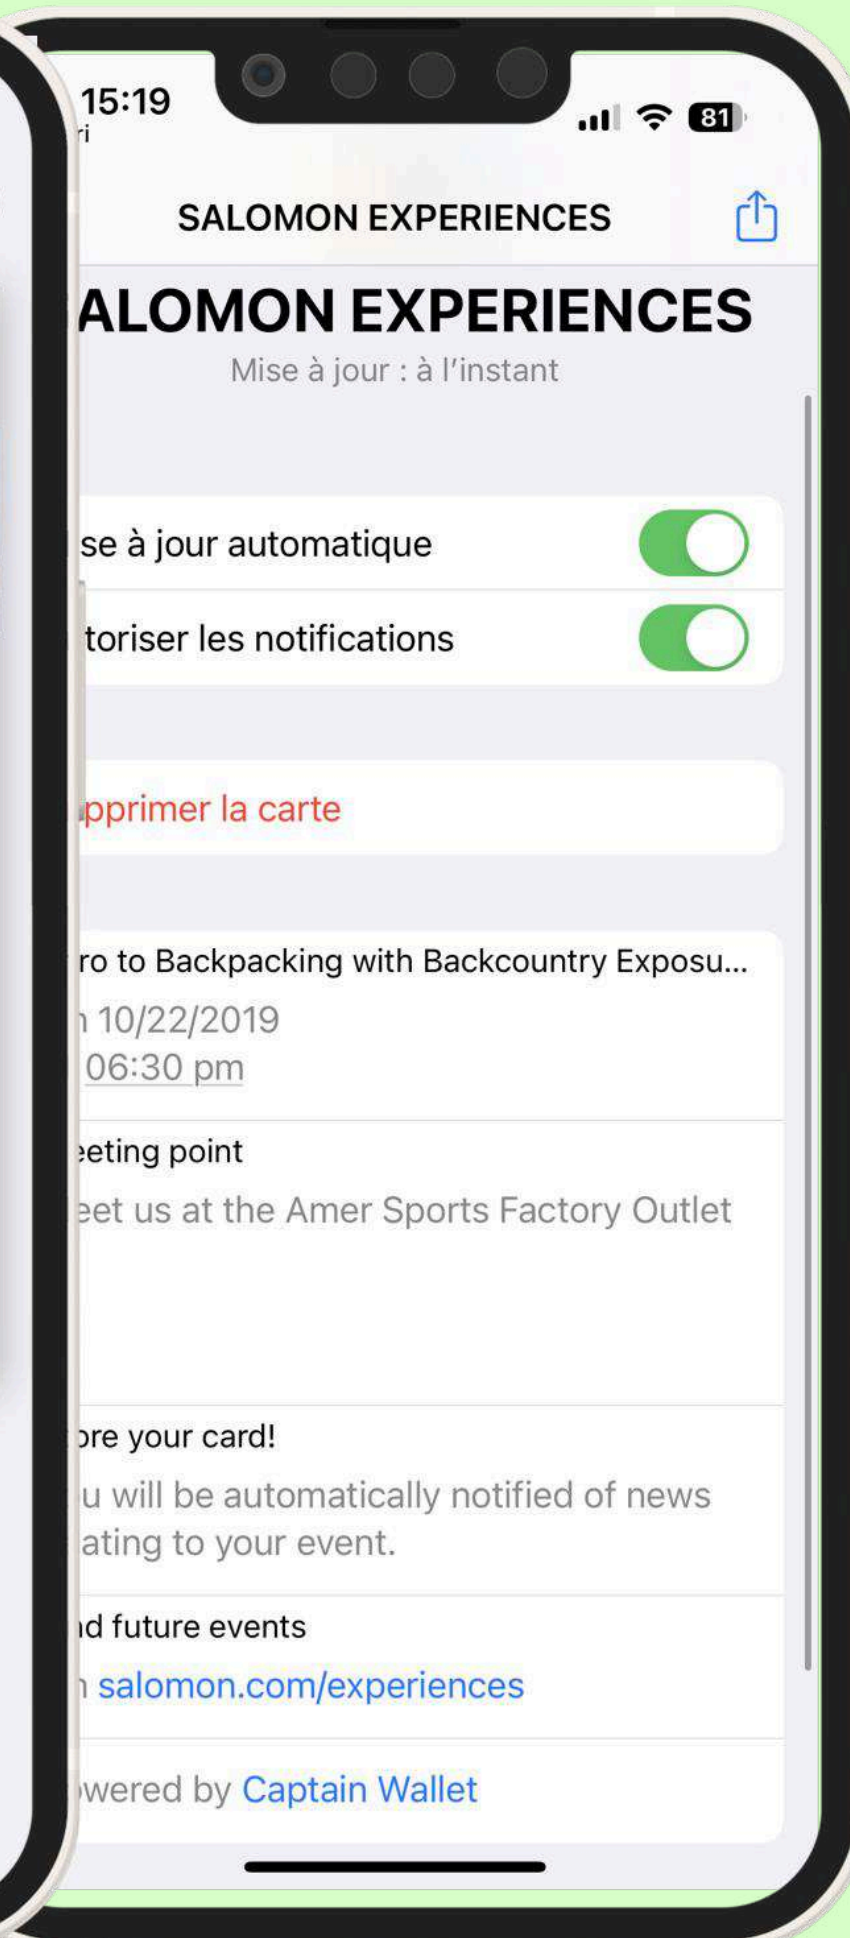 15:19
ri
81
SALOMON EXPERIENCES
ALOMON EXPERIENCES
Mise à jour : à l'instant
se à jour automatique
toriser les notifications
pprimer la carte
ro to Backpacking with Backcountry Exposu...
10/22/2019
06:30 pm
eeting point
eet us at the Amer Sports Factory Outlet
ore your card!
u will be automatically notified of news
ating to your event.
nd future events
salomon.com/experiences
owered by Captain Wallet